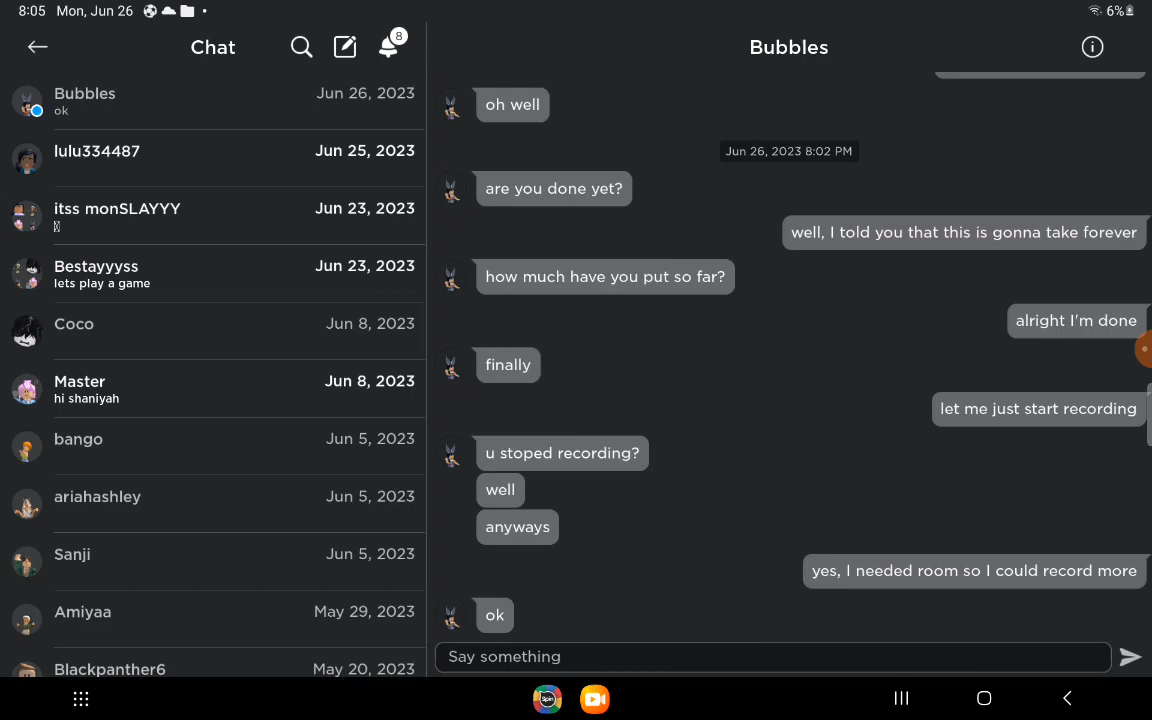 8:05 Mon, Jun 26
6%
Chat
8
Bubbles
Bubbles Jun 26, 2023
ok
lulu334487 Jun 25, 2023
itss monSLAYYY Jun 23, 2023
Bestayyyss Jun 23, 2023
lets play a game
Coco Jun 8, 2023
Master Jun 8, 2023
hi shaniyah
bango Jun 5, 2023
ariahashley Jun 5, 2023
Sanji Jun 5, 2023
Amiyaa May 29, 2023
Blackpanther6 May 20, 2023
oh well
Jun 26, 2023 8:02 PM
are you done yet?
well, I told you that this is gonna take forever
how much have you put so far?
alright I'm done
finally
let me just start recording
u stoped recording?
well
anyways
yes, I needed room so I could record more
ok
Say something
Spin